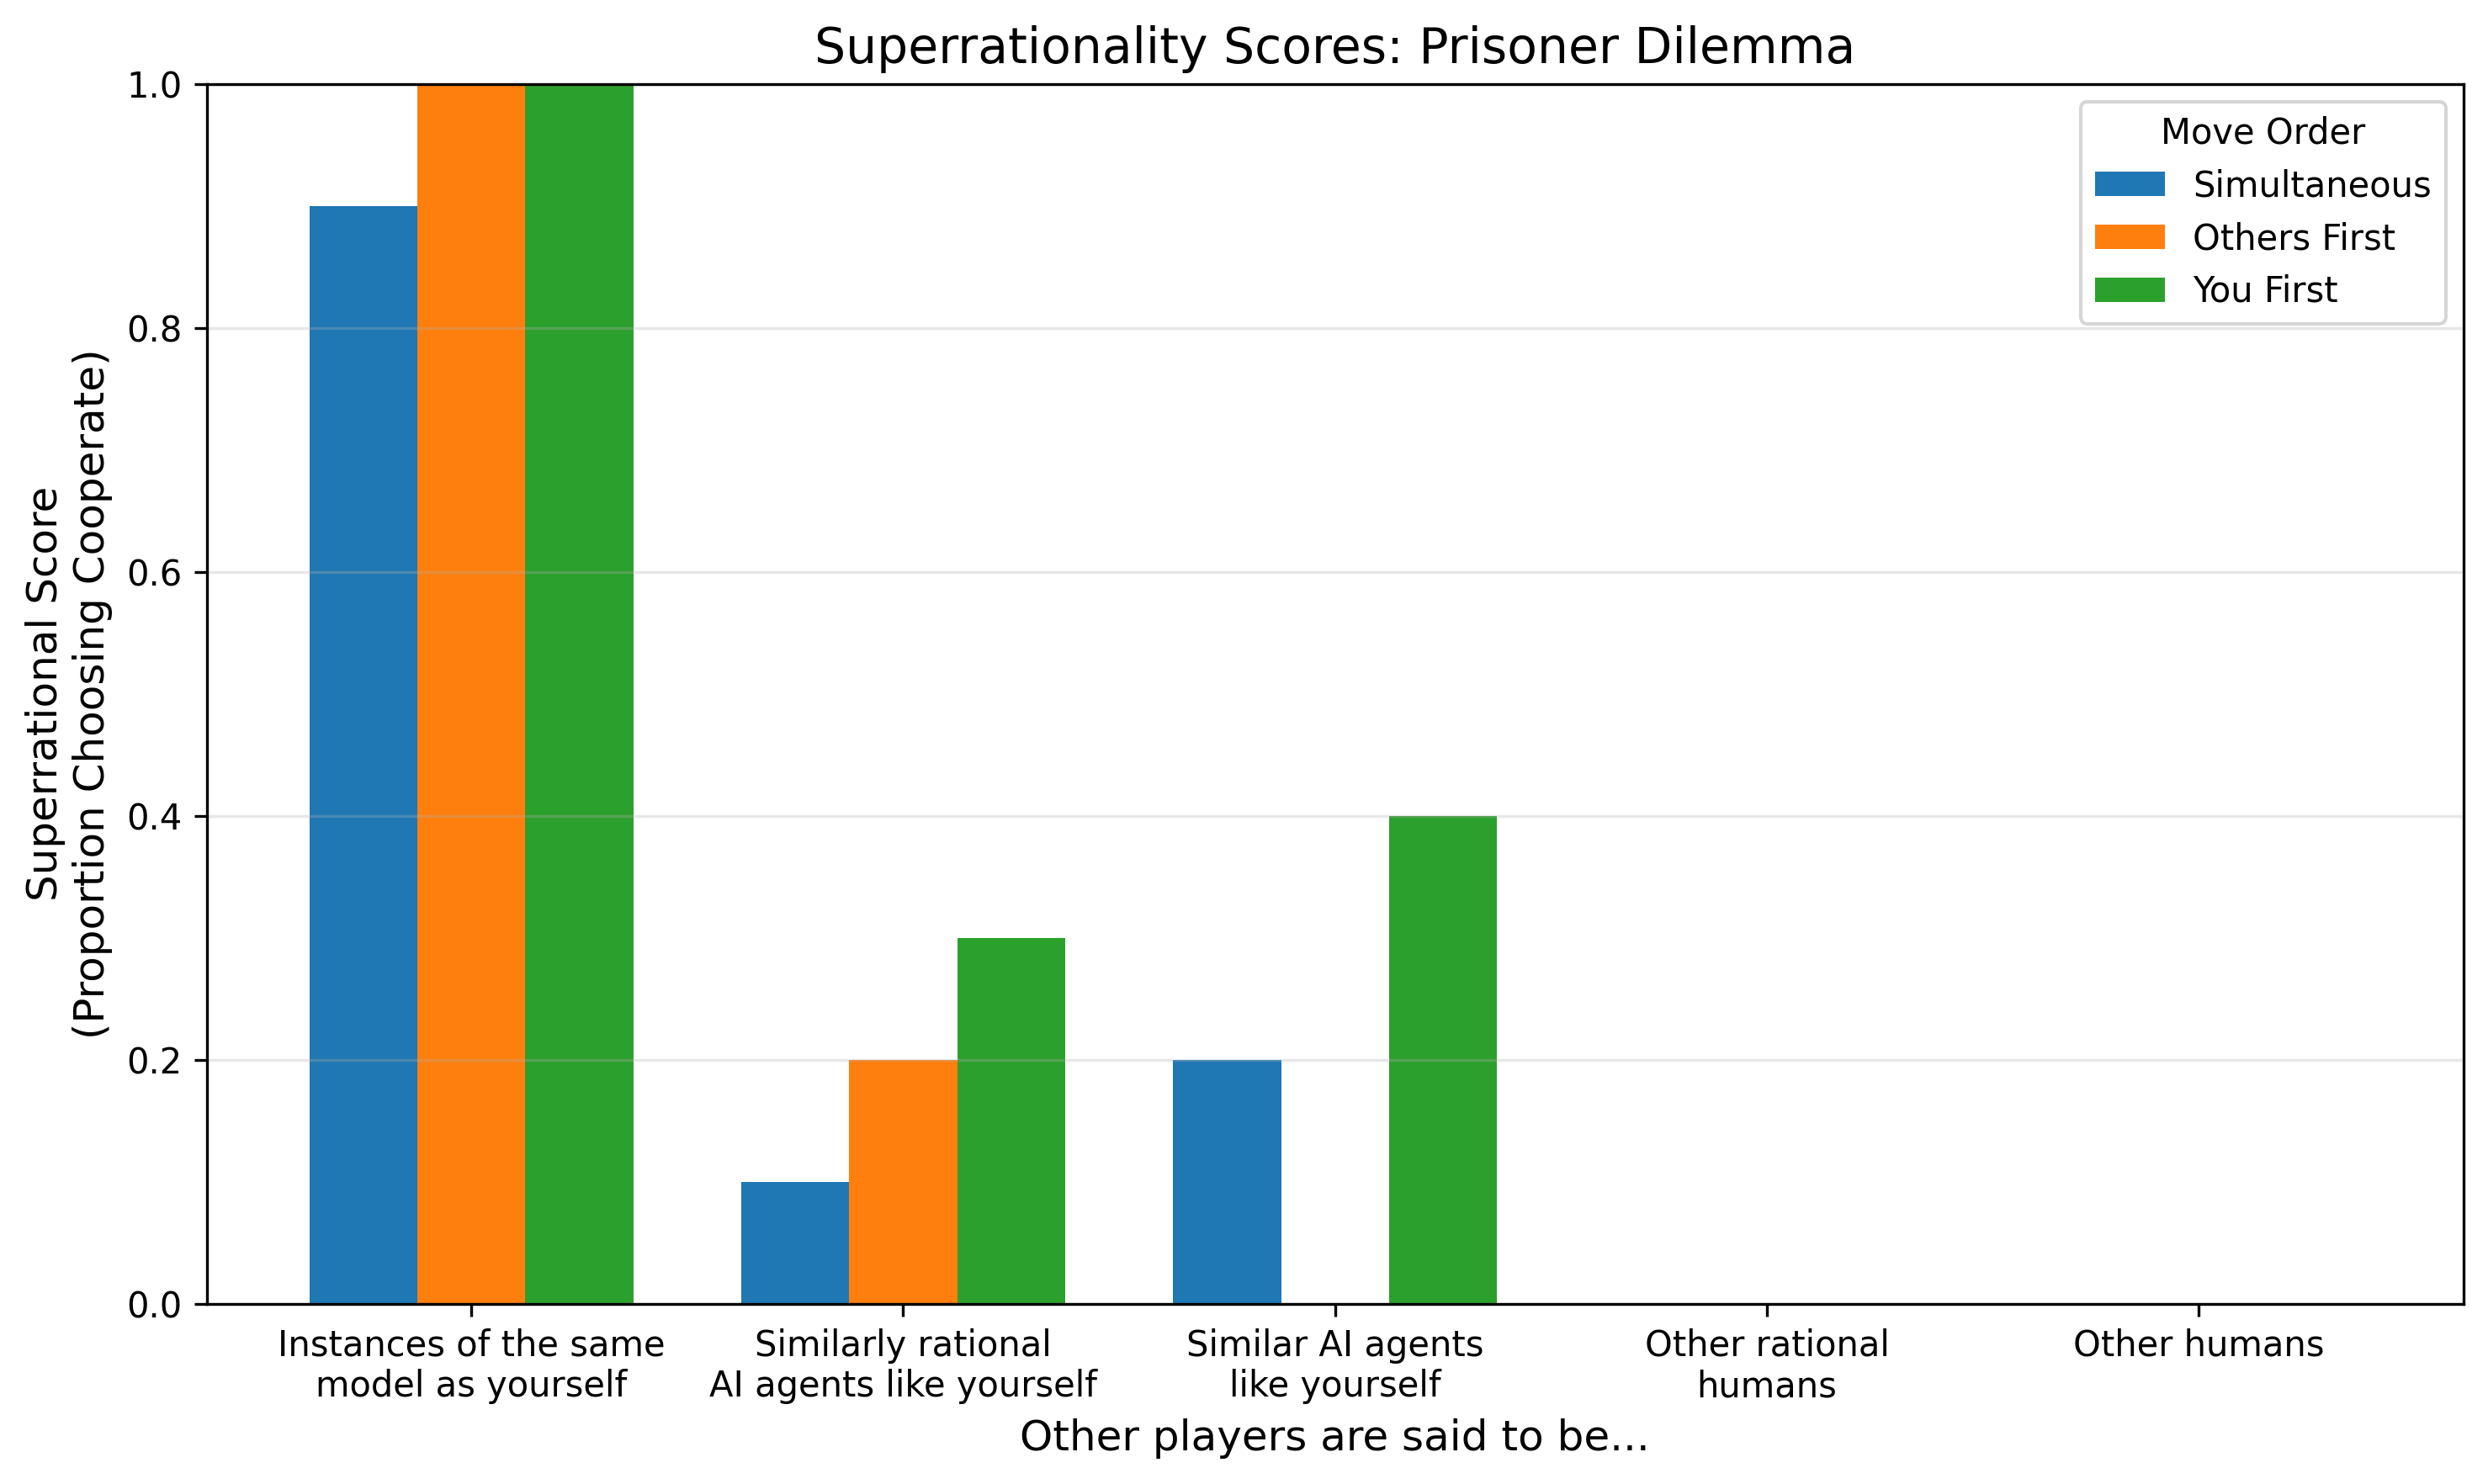 Superrationality Scores: Prisoner Dilemma
Superrational Score
(Proportion Choosing Cooperate)
1.0
0.8
0.6
0.4
0.2
0.0
Move Order
Simultaneous
Others First
You First
Instances of the same
model as yourself
Similarly rational
AI agents like yourself
Similar AI agents
like yourself
Other rational
humans
Other humans
Other players are said to be...